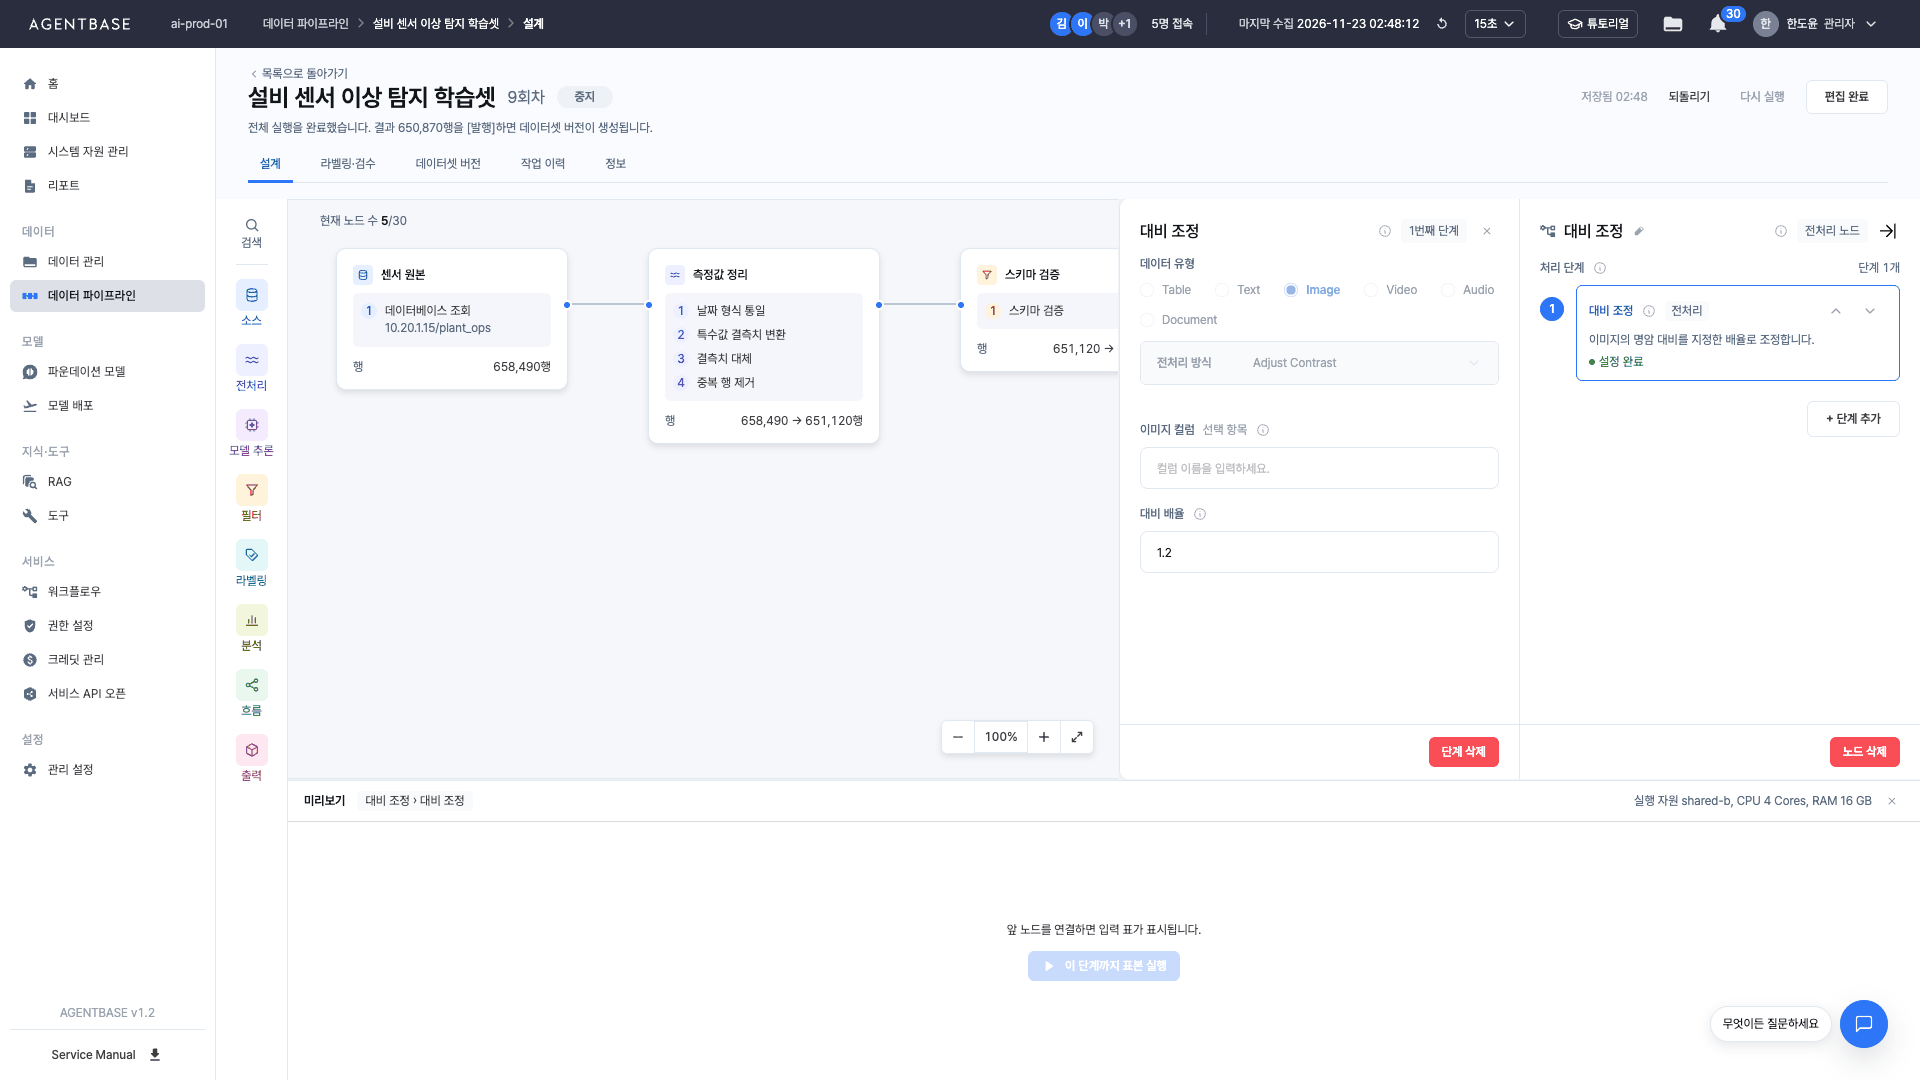 AGENTBASE
ai-prod-01
데이터 파이프라인 > 설비 센서 이상 탐지 학습셋 > 설계
김 이 박 +1 5명 접속
마지막 수집 2026-11-23 02:48:12
15초
튜토리얼
30
한 한도윤 관리자
홈
대시보드
시스템 자원 관리
리포트
데이터
데이터 관리
데이터 파이프라인
모델
파운데이션 모델
모델 배포
지식·도구
RAG
도구
서비스
워크플로우
권한 설정
크레딧 관리
서비스 API 오픈
설정
관리 설정
AGENTBASE v1.2
Service Manual
목록으로 돌아가기
설비 센서 이상 탐지 학습셋 9회차 중지
전체 실행을 완료했습니다. 결과 650,870행을 [발행]하면 데이터셋 버전이 생성됩니다.
저장됨 02:48 되돌리기 다시 실행 편집 완료
설계 라벨링·검수 데이터셋 버전 작업 이력 정보
검색
소스
전처리
모델 추론
필터
라벨링
분석
흐름
출력
현재 노드 수 5/30
센서 원본
1 데이터베이스 조회
10.20.1.15/plant_ops
행 658,490행
측정값 정리
1 날짜 형식 통일
2 특수값 결측치 변환
3 결측치 대체
4 중복 행 제거
행 658,490 → 651,120행
스키마 검증
1 스키마 검증
행 651,120 →
100%
대비 조정 1번째 단계
데이터 유형
Table Text Image Video Audio
Document
전처리 방식 Adjust Contrast
이미지 컬럼 선택 항목
컬럼 이름을 입력하세요.
대비 배율
1.2
단계 삭제
대비 조정 전처리 노드
처리 단계 단계 1개
1 대비 조정 전처리
이미지의 명암 대비를 지정한 배율로 조정합니다.
설정 완료
+ 단계 추가
노드 삭제
미리보기 대비 조정 › 대비 조정
실행 자원 shared-b, CPU 4 Cores, RAM 16 GB
앞 노드를 연결하면 입력 표가 표시됩니다.
이 단계까지 표본 실행
무엇이든 질문하세요